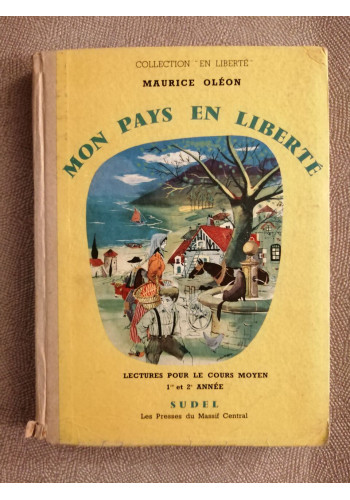 COLLECTION "EN LIBERTÉ"
MAURICE OLÉON
MON PAYS EN LIBERTÉ
LECTURES POUR LE COURS MOYEN
1re et 2e ANNÉE
SUDEL
Les Presses du Massif Central